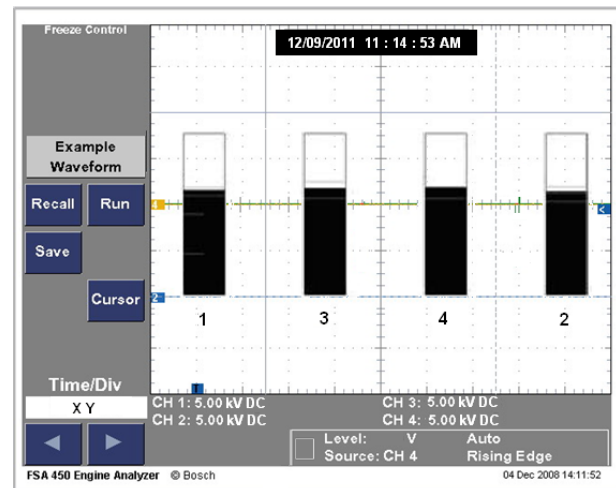 Freeze Control
12/09/2011 11 : 14 : 53 AM
Example
Waveform
Recall Run
Save
Cursor
4
2
1 3 4 2
T
Time/Div
X Y
CH 1: 5.00 kV DC CH 3: 5.00 kV DC
CH 2: 5.00 kV DC CH 4: 5.00 kV DC
Level: V Auto
Source: CH 4 Rising Edge
FSA 450 Engine Analyzer © Bosch 04 Dec 2008 14:11:52